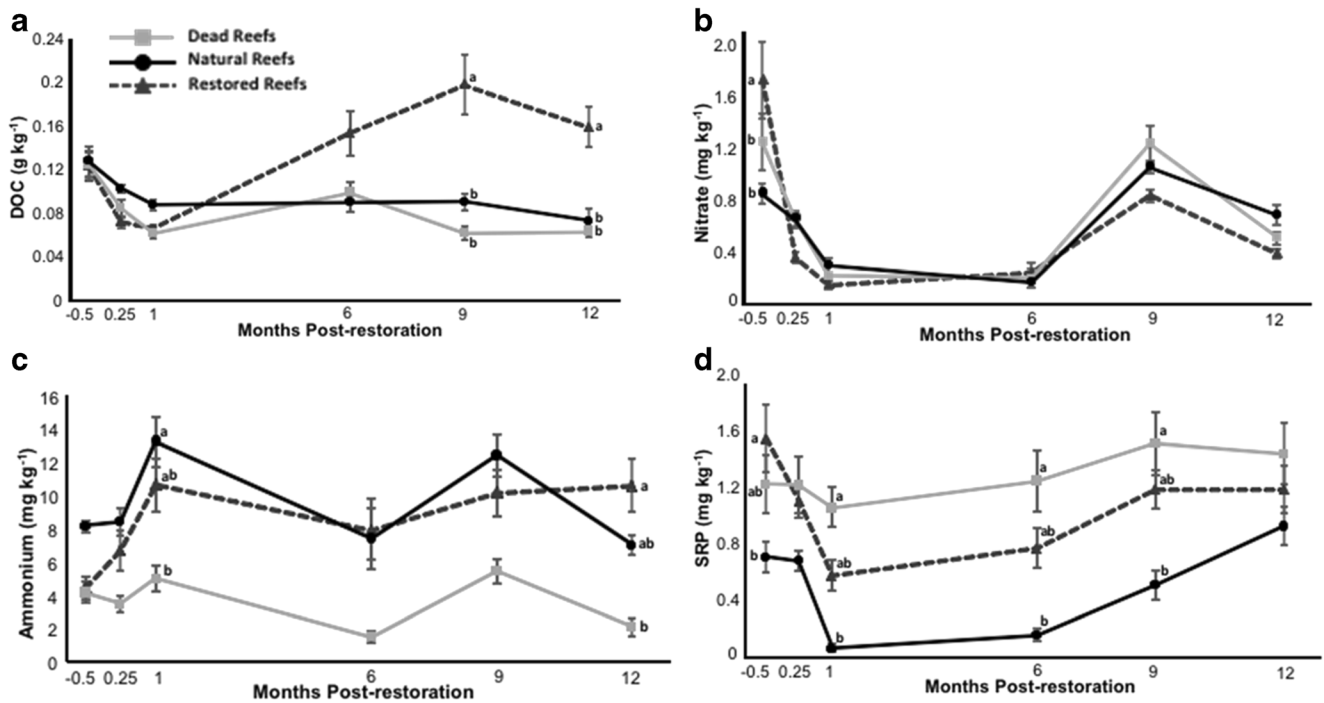 a
0.24
0.2
0.16
0.12
0.08
0.04
0
DOC (g kg-1)
Dead Reefs
Natural Reefs
Restored Reefs
a
a
b
b
b
b
-0.5 0.25 1 6 9 12
Months Post-restoration
b
2.0
1.6
1.2
0.8
0.4
0
Nitrate (mg kg-1)
a
b
b
-0.5 0.25 1 6 9 12
Months Post-restoration
c
16
14
12
10
8
6
4
2
0
Ammonium (mg kg-1)
a
ab
b
a
ab
b
-0.5 0.25 1 6 9 12
Months Post-restoration
d
2.0
1.6
1.2
0.8
0.4
0
SRP (mg kg-1)
a
ab
b
a
ab
b
a
ab
b
a
ab
b
-0.5 0.25 1 6 9 12
Months Post-restoration